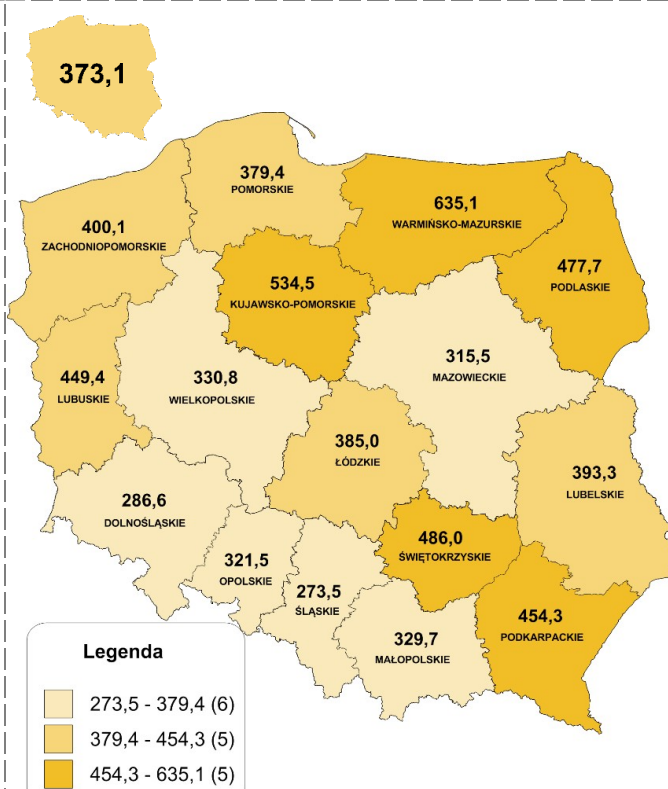 373,1
379,4
POMORSKIE
635,1
WARMIŃSKO-MAZURSKIE
400,1
ZACHODNIOPOMORSKIE
477,7
PODLASKIE
534,5
KUJAWSKO-POMORSKIE
315,5
MAZOWIECKIE
449,4
LUBUSKIE
330,8
WIELKOPOLSKIE
385,0
ŁÓDZKIE
393,3
LUBELSKIE
286,6
DOLNOŚLĄSKIE
486,0
ŚWIĘTOKRZYSKIE
321,5
OPOLSKIE
273,5
ŚLĄSKIE
454,3
PODKARPACKIE
329,7
MAŁOPOLSKIE
Legenda
273,5 - 379,4 (6)
379,4 - 454,3 (5)
454,3 - 635,1 (5)